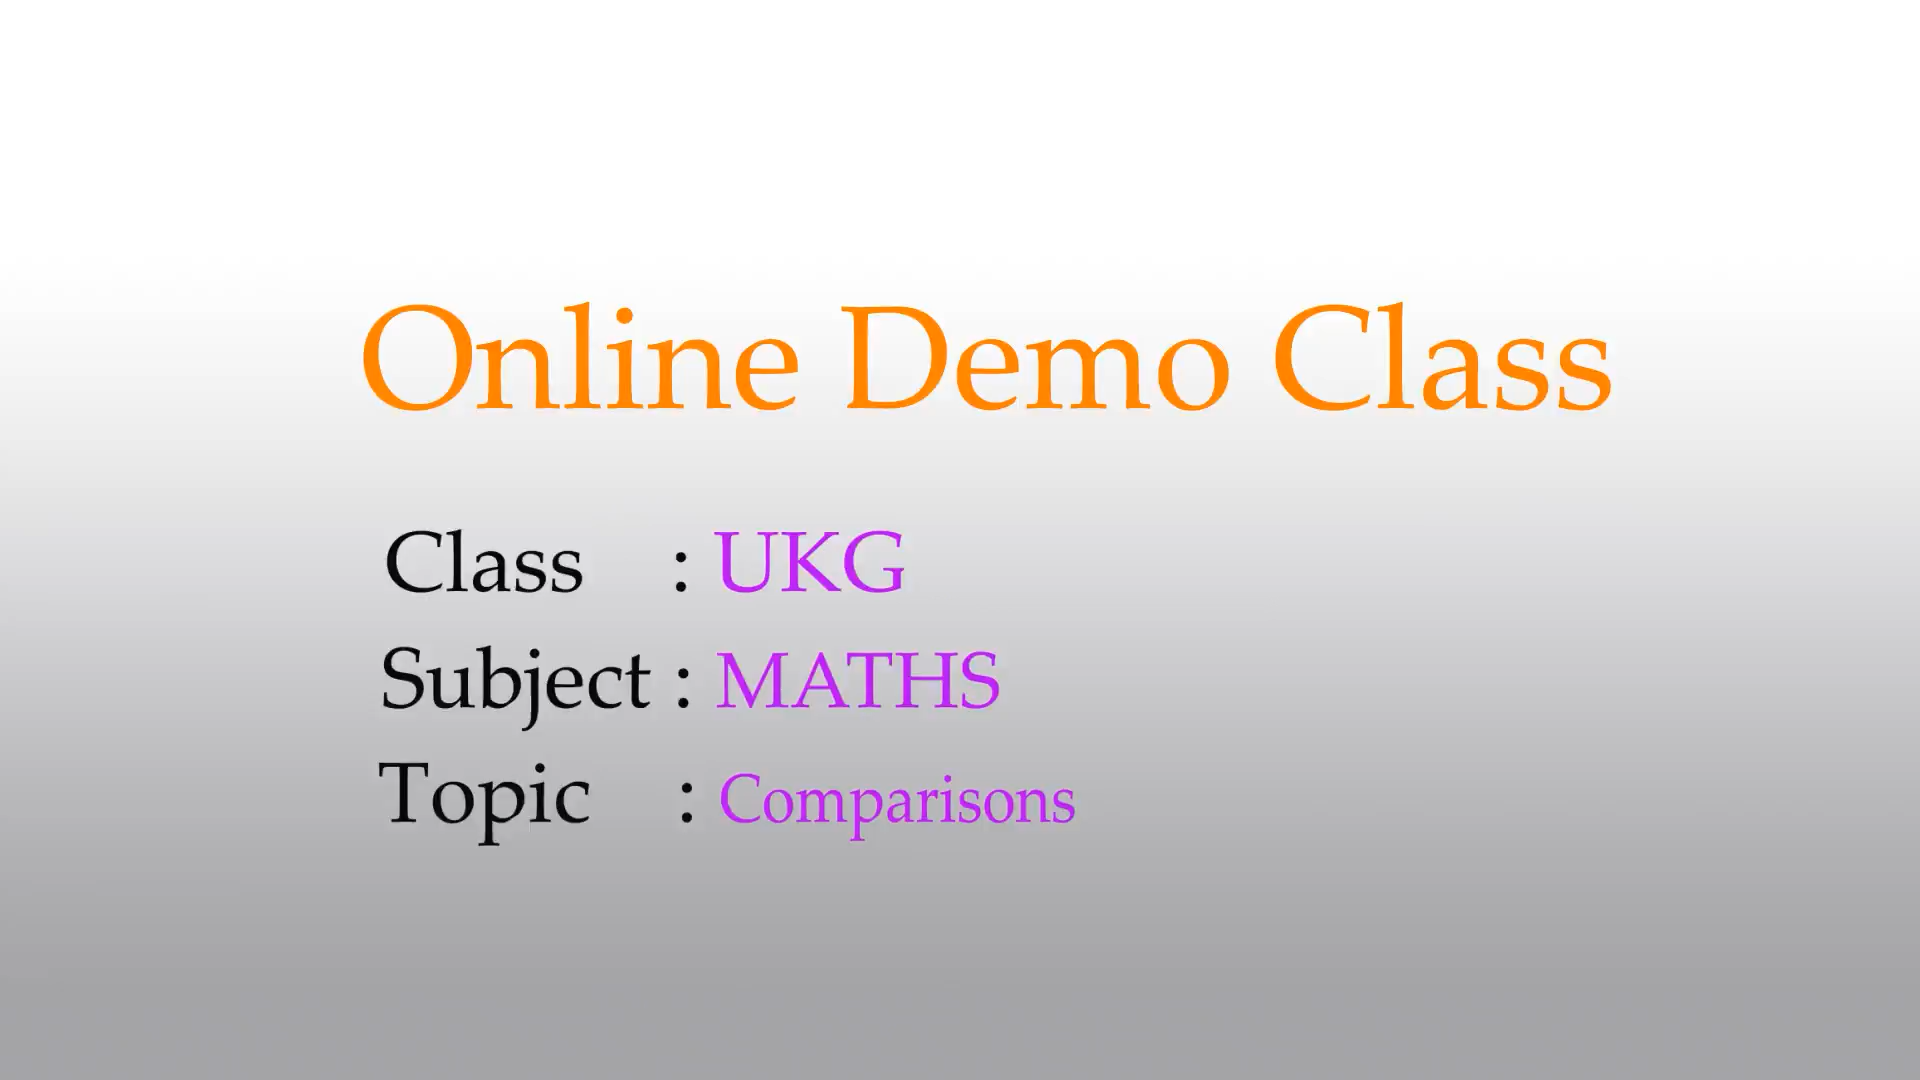 Online Demo Class
Class : UKG
Subject : MATHS
Topic : Comparisons